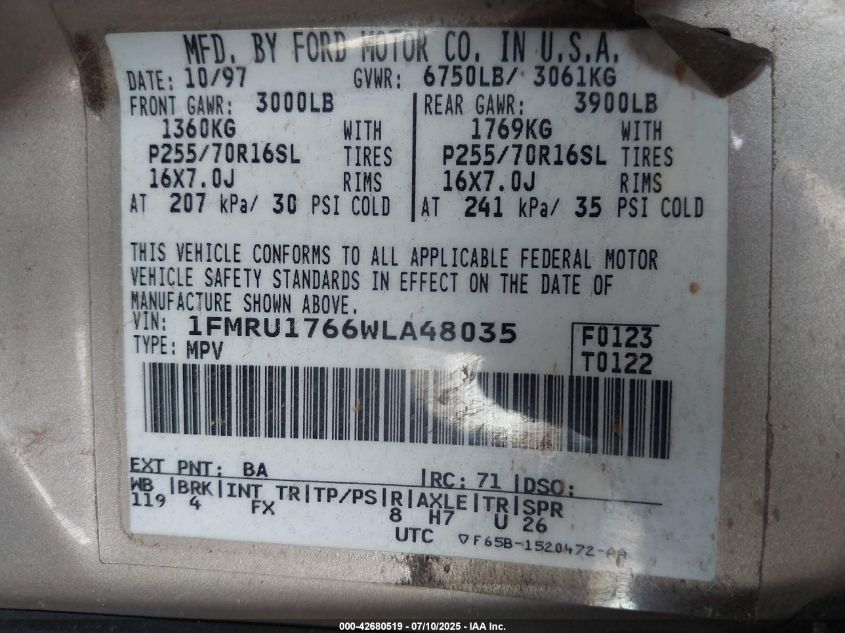 MFD. BY FORD MOTOR CO. IN U.S.A.
DATE: 10/97 GVWR: 6750LB/ 3061KG
FRONT GAWR: 3000LB REAR GAWR: 3900LB
1360KG WITH 1769KG WITH
P255/70R16SL TIRES P255/70R16SL TIRES
16X7.0J RIMS 16X7.0J RIMS
AT 207 kPa/ 30 PSI COLD AT 241 kPa/ 35 PSI COLD
THIS VEHICLE CONFORMS TO ALL APPLICABLE FEDERAL MOTOR
VEHICLE SAFETY STANDARDS IN EFFECT ON THE DATE OF
MANUFACTURE SHOWN ABOVE.
VIN: 1FMRU1766WLA48035 F0123
TYPE: MPV T0122
EXT PNT: BA RC: 71 DSO:
WB BRK INT TR TP/PS R AXLE TR SPR
119 4 FX 8 H7 U 26
UTC ▽F65B-1520472-AA
000-42680519 - 07/10/2025 - IAA Inc.